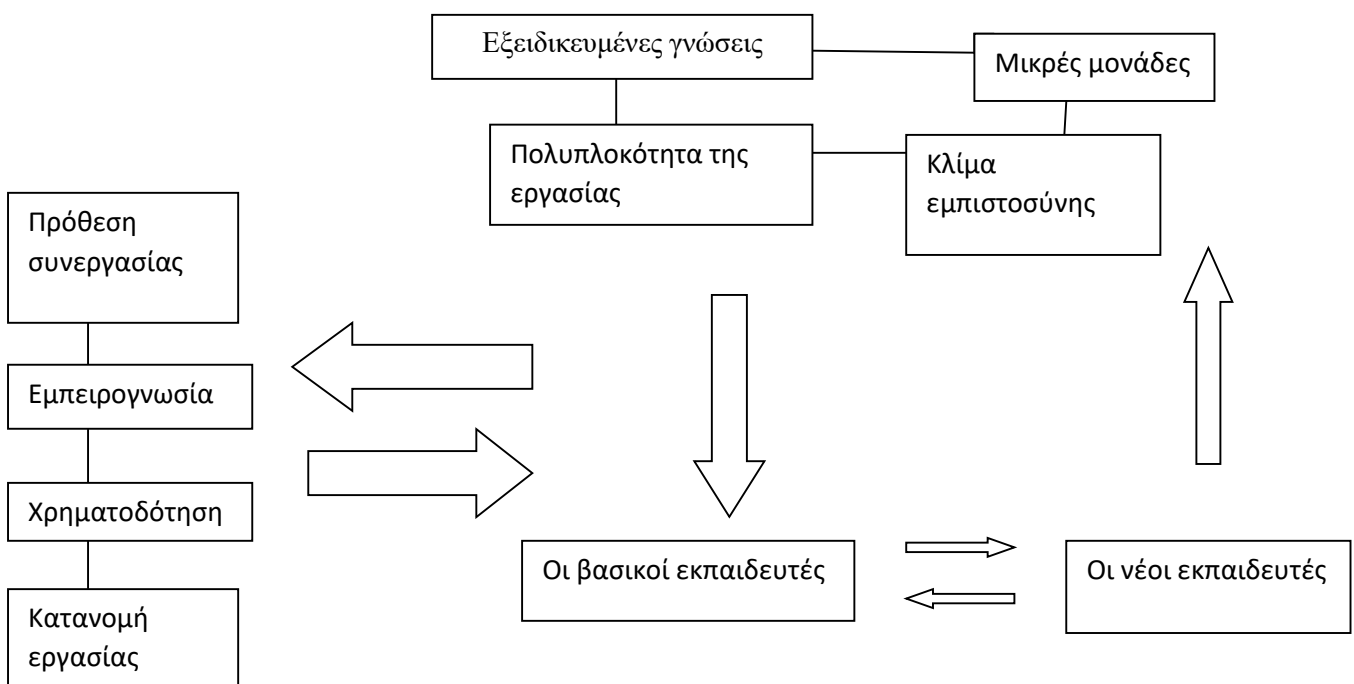 Εξειδικευμένες γνώσεις
Μικρές μονάδες
Πολυπλοκότητα της
εργασίας
Κλίμα
εμπιστοσύνης
Πρόθεση
συνεργασίας
Εμπειρογνωσία
Χρηματοδότηση
Κατανομή
εργασίας
Οι βασικοί εκπαιδευτές
Οι νέοι εκπαιδευτές